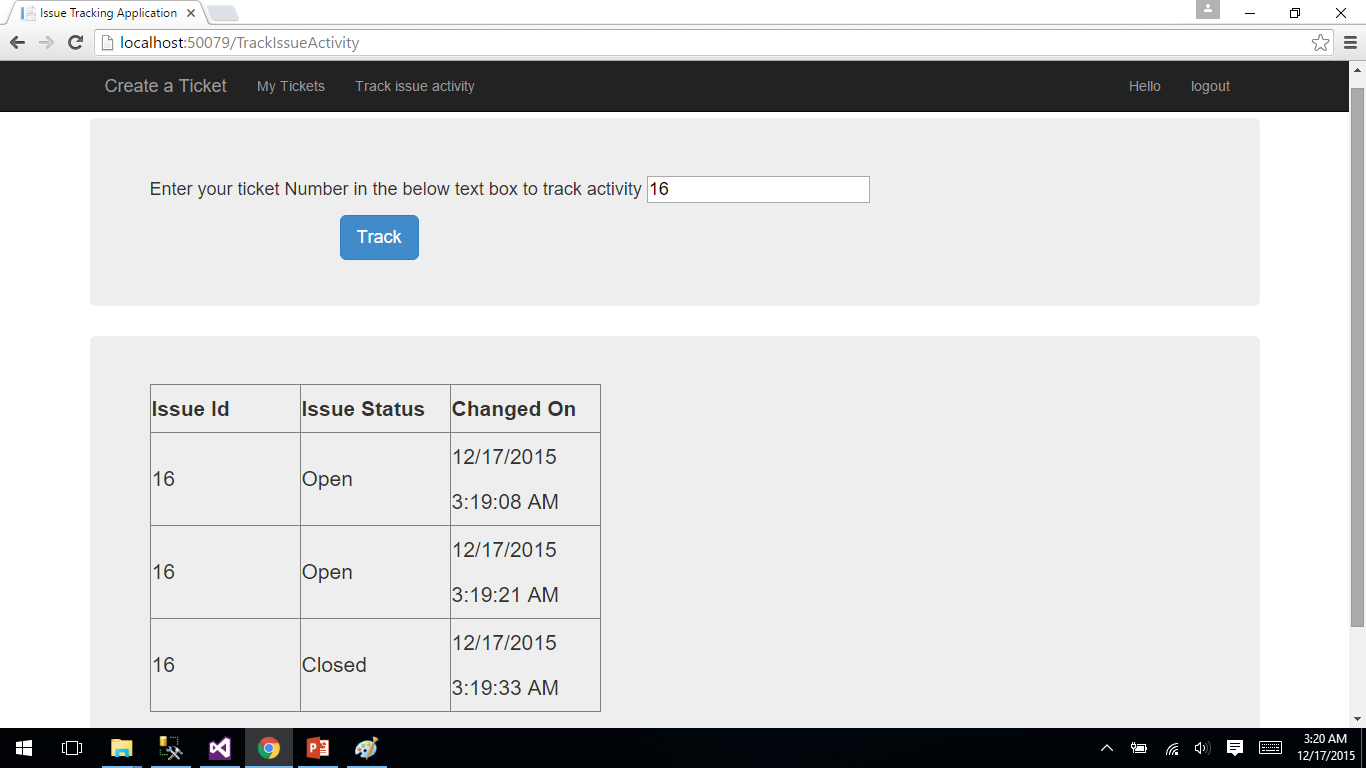 Issue Tracking Application
localhost:50079/TrackIssueActivity
Create a Ticket My Tickets Track issue activity Hello logout
Enter your ticket Number in the below text box to track activity 16
Track
Issue Id Issue Status Changed On
16 Open 12/17/2015
3:19:08 AM
16 Open 12/17/2015
3:19:21 AM
16 Closed 12/17/2015
3:19:33 AM
3:20 AM
12/17/2015